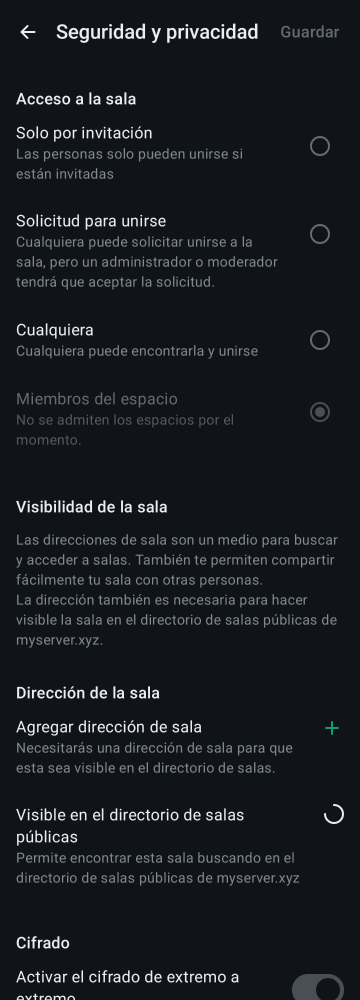 Seguridad y privacidad
Guardar
Acceso a la sala
Solo por invitación
Las personas solo pueden unirse si
están invitadas
Solicitud para unirse
Cualquiera puede solicitar unirse a la
sala, pero un administrador o moderador
tendrá que aceptar la solicitud.
Cualquiera
Cualquiera puede encontrarla y unirse
Miembros del espacio
No se admiten los espacios por el
momento.
Visibilidad de la sala
Las direcciones de sala son un medio para buscar
y acceder a salas. También te permiten compartir
fácilmente tu sala con otras personas.
La dirección también es necesaria para hacer
visible la sala en el directorio de salas públicas de
myserver.xyz.
Dirección de la sala
Agregar dirección de sala
Necesitarás una dirección de sala para que
esta sea visible en el directorio de salas.
Visible en el directorio de salas
públicas
Permite encontrar esta sala buscando en el
directorio de salas públicas de myserver.xyz
Cifrado
Activar el cifrado de extremo a
extremo